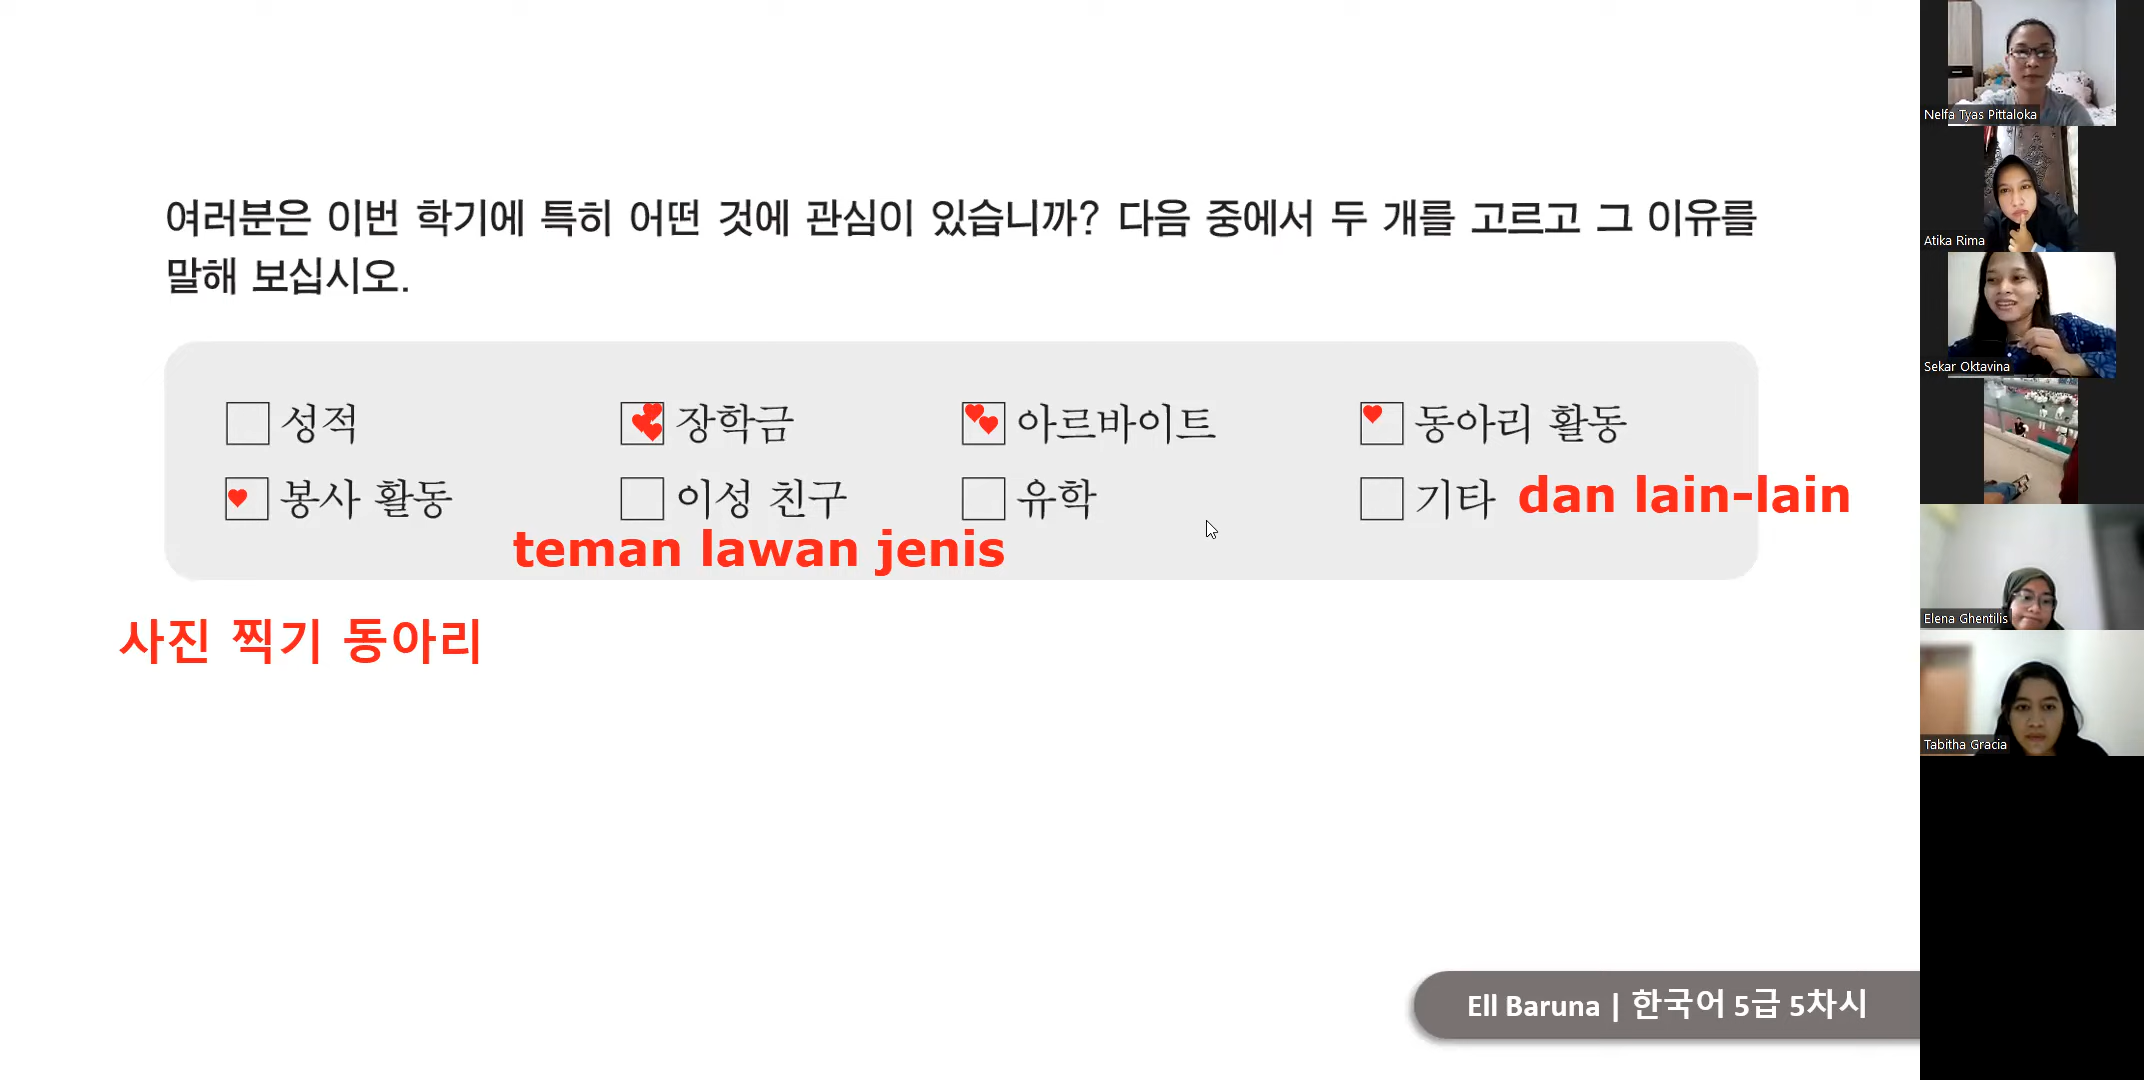 여러분은 이번 학기에 특히 어떤 것에 관심이 있습니까? 다음 중에서 두 개를 고르고 그 이유를
말해 보십시오.
성적 장학금 아르바이트 동아리 활동
봉사 활동 이성 친구 유학 기타 dan lain-lain
teman lawan jenis
사진 찍기 동아리
Ell Baruna | 한국어 5급 5차시
Nelfa Tyas Pittaloka
Atika Rima
Sekar Oktavina
Elena Ghentilis
Tabitha Gracia